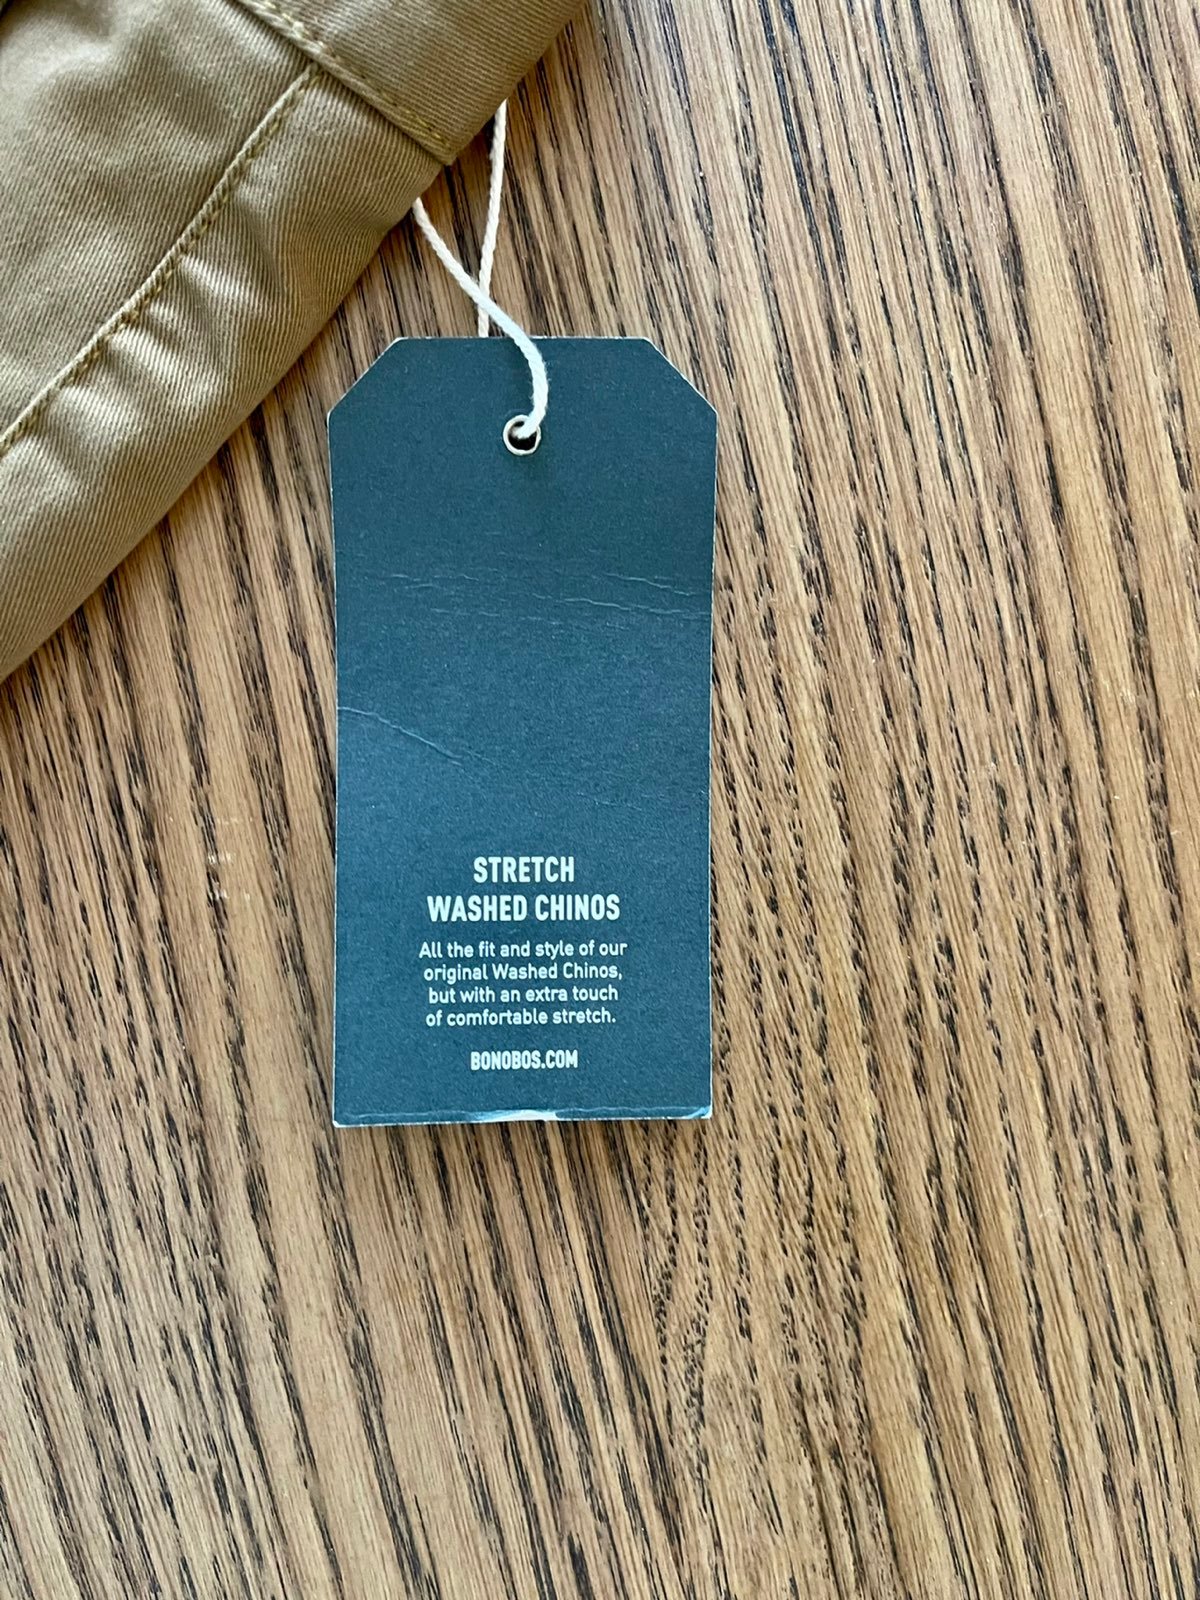 STRETCH
WASHED CHINOS
All the fit and style of our
original Washed Chinos,
but with an extra touch
of comfortable stretch.
BONOBOS.COM